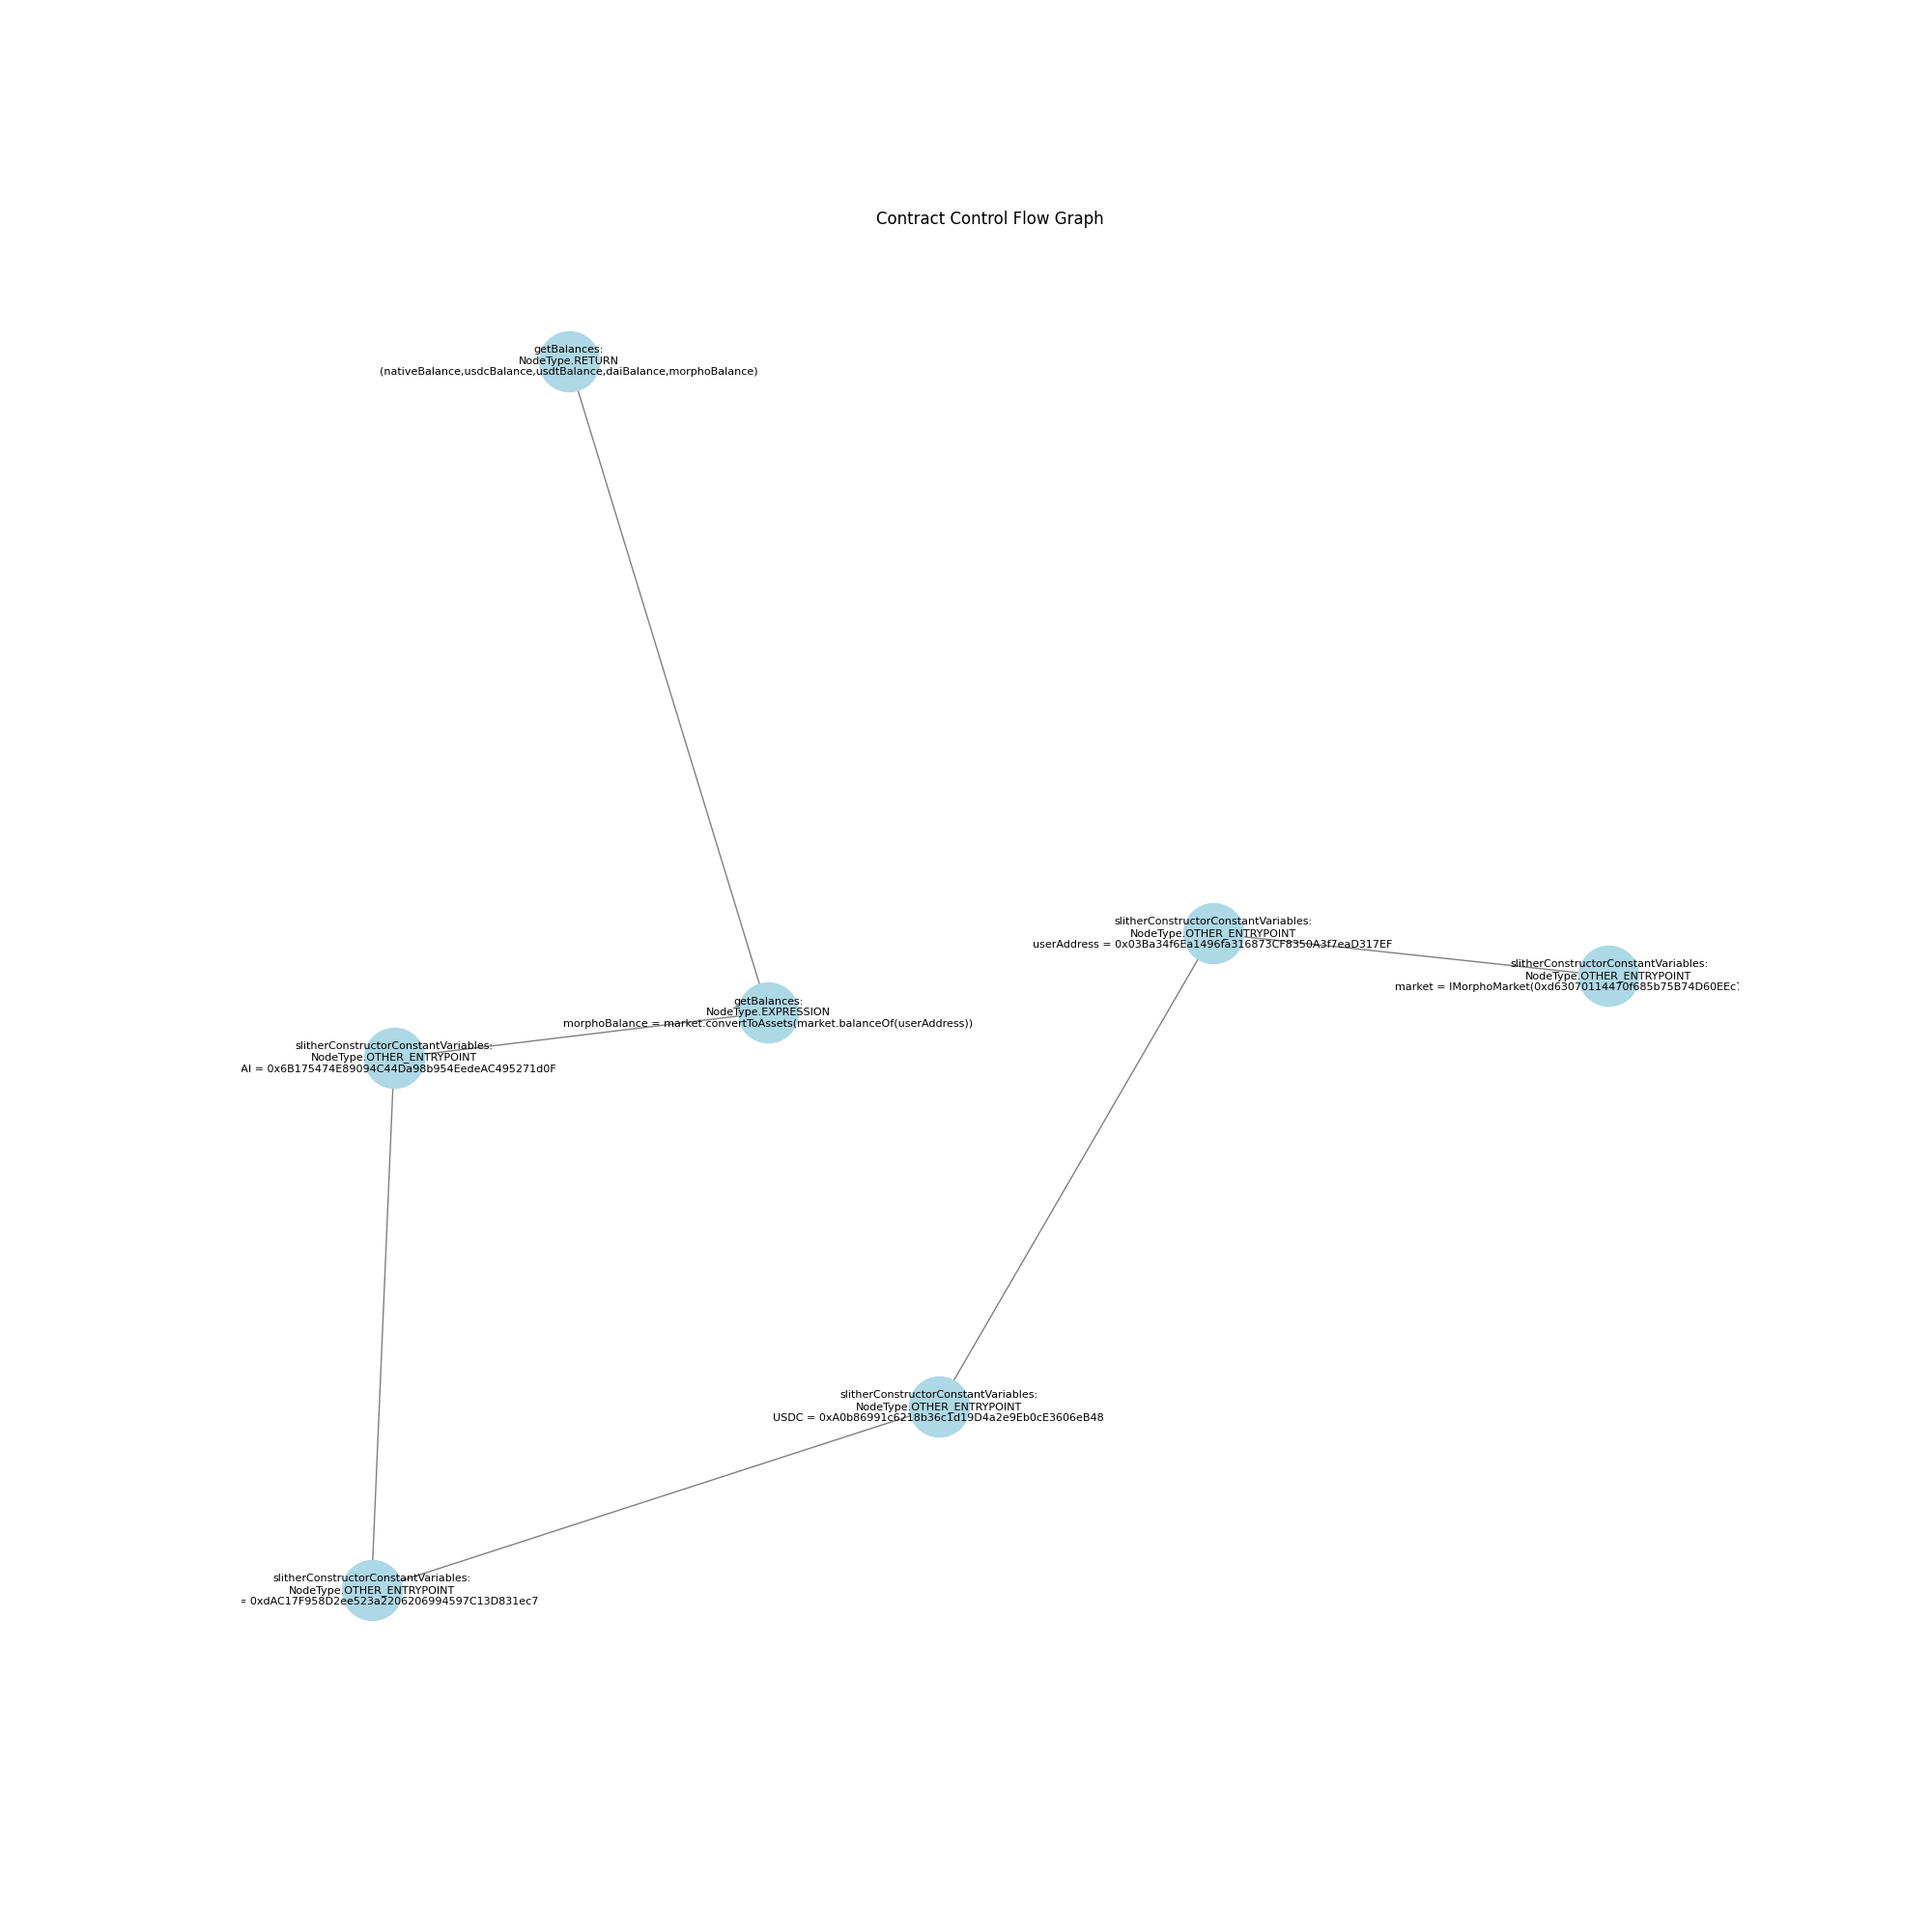 Contract Control Flow Graph
getBalances:
NodeType.RETURN
(nativeBalance,usdcBalance,usdtBalance,daiBalance,morphoBalance)
slitherConstructorConstantVariables:
NodeType.OTHER_ENTRYPOINT
userAddress = 0x03Ba34f6Ea1496fa316873CF8350A3f7eaD317EF
slitherConstructorConstantVariables:
NodeType.OTHER_ENTRYPOINT
market = IMorphoMarket(0xd63070114470f685b75B74D60EEc
getBalances:
NodeType.EXPRESSION
morphoBalance = market.convertToAssets(market.balanceOf(userAddress))
slitherConstructorConstantVariables:
NodeType.OTHER_ENTRYPOINT
AI = 0x6B175474E89094C44Da98b954EedeAC495271d0F
slitherConstructorConstantVariables:
NodeType.OTHER_ENTRYPOINT
USDC = 0xA0b86991c6218b36c1d19D4a2e9Eb0cE3606eB48
slitherConstructorConstantVariables:
NodeType.OTHER_ENTRYPOINT
= 0xdAC17F958D2ee523a2206206994597C13D831ec7